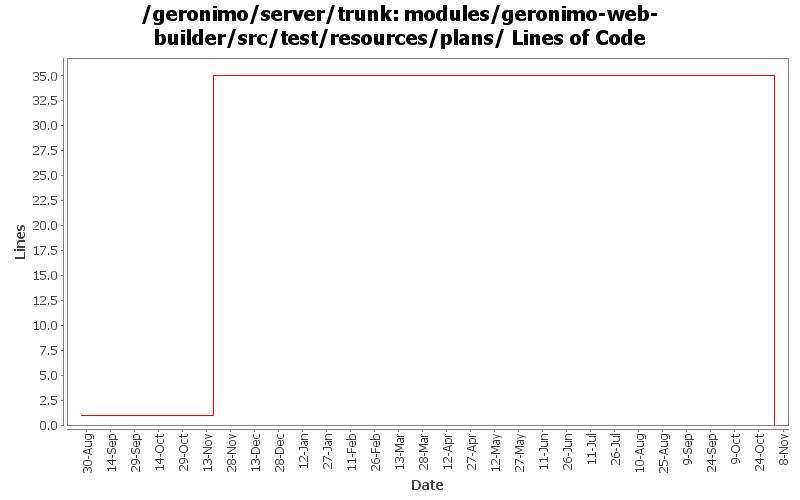 /geronimo/server/trunk: modules/geronimo-web-
builder/src/test/resources/plans/ Lines of Code
35.0
32.5
30.0
27.5
25.0
22.5
20.0
17.5
15.0
12.5
10.0
7.5
5.0
2.5
0.0
Lines
30-Aug
14-Sep
29-Sep
14-Oct
29-Oct
13-Nov
28-Nov
13-Dec
28-Dec
12-Jan
27-Jan
11-Feb
26-Feb
13-Mar
28-Mar
12-Apr
27-Apr
12-May
27-May
11-Jun
26-Jun
11-Jul
26-Jul
10-Aug
25-Aug
9-Sep
24-Sep
9-Oct
24-Oct
8-Nov
Date